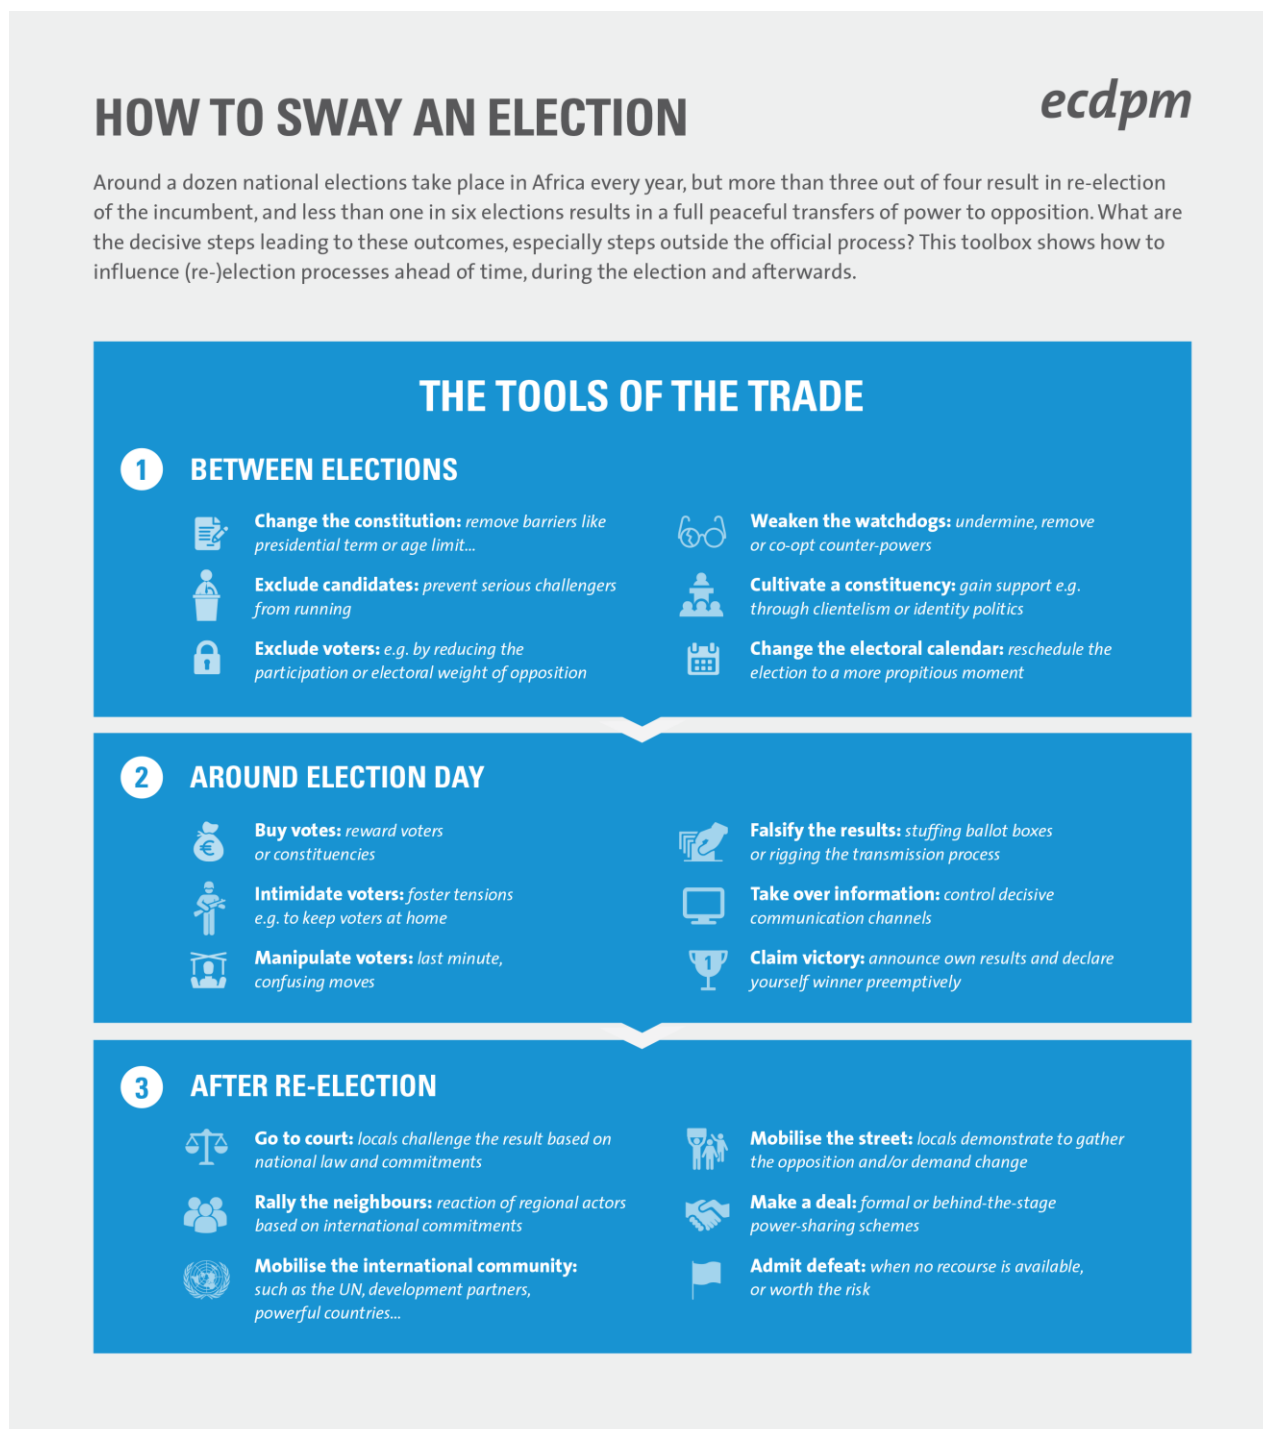 HOW TO SWAY AN ELECTION
ecdpm
Around a dozen national elections take place in Africa every year, but more than three out of four result in re-election
of the incumbent, and less than one in six elections results in a full peaceful transfers of power to opposition. What are
the decisive steps leading to these outcomes, especially steps outside the official process? This toolbox shows how to
influence (re-)election processes ahead of time, during the election and afterwards.
THE TOOLS OF THE TRADE
1 BETWEEN ELECTIONS
Change the constitution: remove barriers like
presidential term or age limit...
Exclude candidates: prevent serious challengers
from running
Exclude voters: e.g. by reducing the
participation or electoral weight of opposition
Weaken the watchdogs: undermine, remove
or co-opt counter-powers
Cultivate a constituency: gain support e.g.
through clientelism or identity politics
Change the electoral calendar: reschedule the
election to a more propitious moment
2 AROUND ELECTION DAY
Buy votes: reward voters
or constituencies
€
Intimidate voters: foster tensions
e.g. to keep voters at home
Manipulate voters: last minute,
confusing moves
Falsify the results: stuffing ballot boxes
or rigging the transmission process
Take over information: control decisive
communication channels
1
Claim victory: announce own results and declare
yourself winner preemptively
3 AFTER RE-ELECTION
Go to court: locals challenge the result based on
national law and commitments
Rally the neighbours: reaction of regional actors
based on international commitments
Mobilise the international community:
such as the UN, development partners,
powerful countries...
Mobilise the street: locals demonstrate to gather
the opposition and/or demand change
Make a deal: formal or behind-the-stage
power-sharing schemes
Admit defeat: when no recourse is available,
or worth the risk